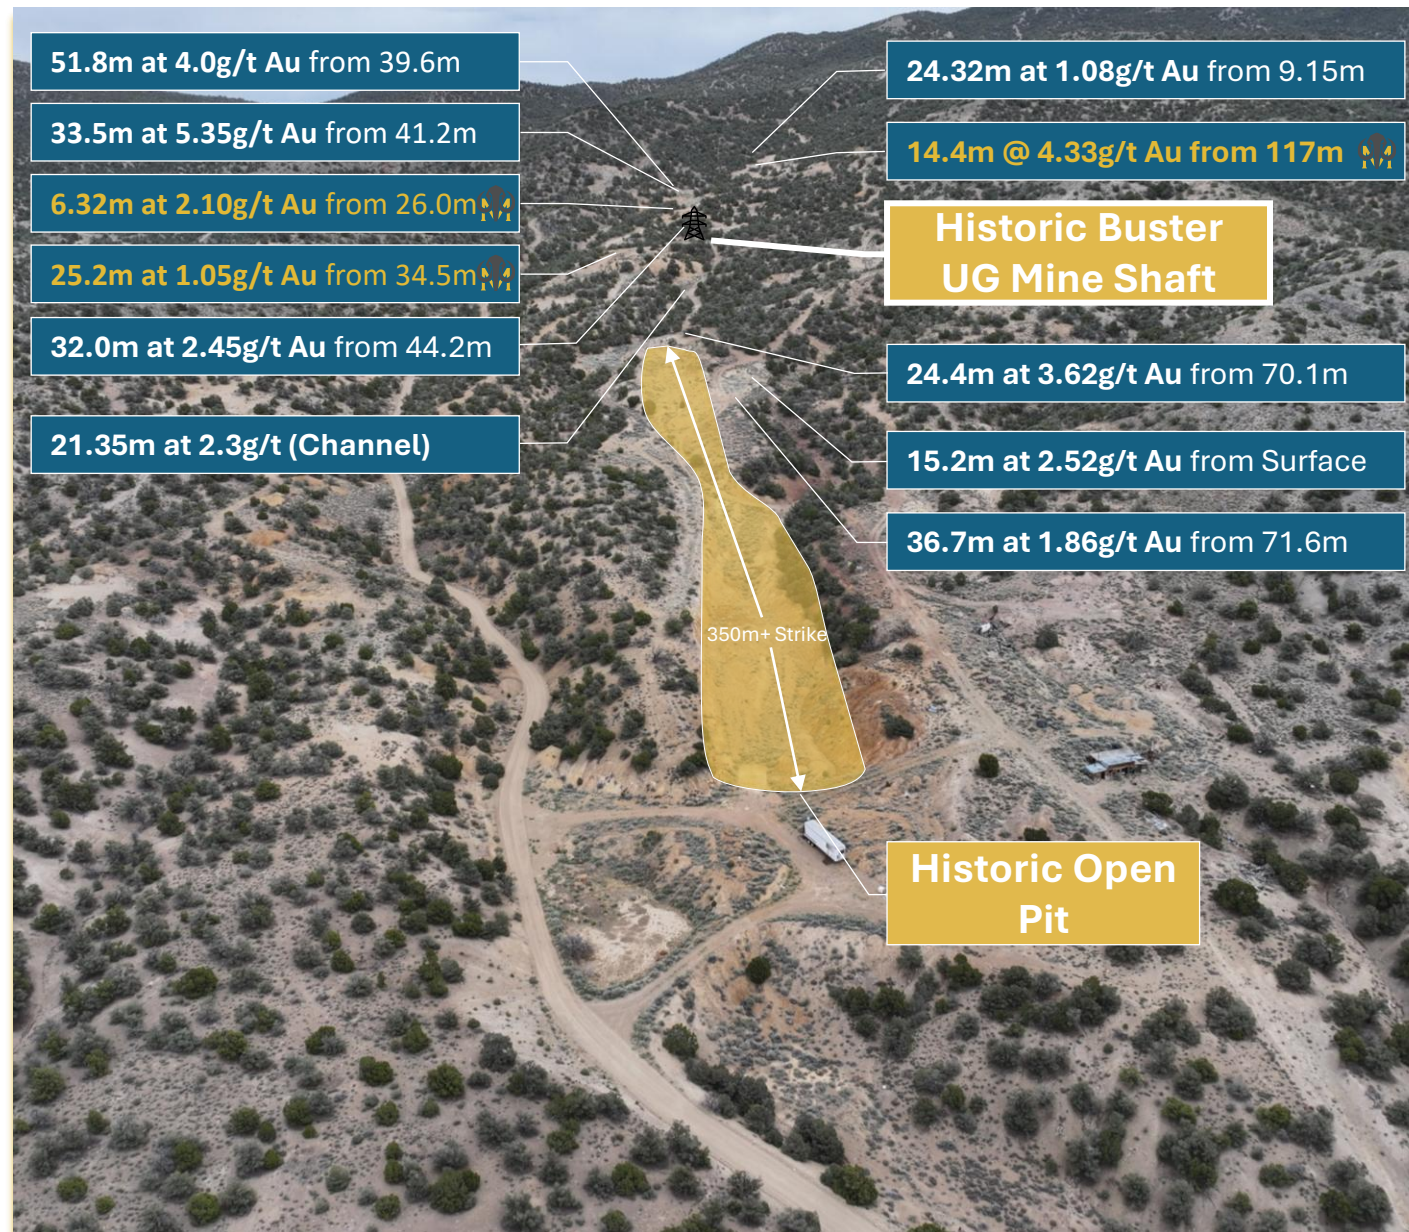 51.8m at 4.0g/t Au from 39.6m
33.5m at 5.35g/t Au from 41.2m
6.32m at 2.10g/t Au from 26.0m
25.2m at 1.05g/t Au from 34.5m
32.0m at 2.45g/t Au from 44.2m
21.35m at 2.3g/t (Channel)
24.32m at 1.08g/t Au from 9.15m
14.4m @ 4.33g/t Au from 117m
Historic Buster
UG Mine Shaft
24.4m at 3.62g/t Au from 70.1m
15.2m at 2.52g/t Au from Surface
36.7m at 1.86g/t Au from 71.6m
350m+ Strike
Historic Open
Pit